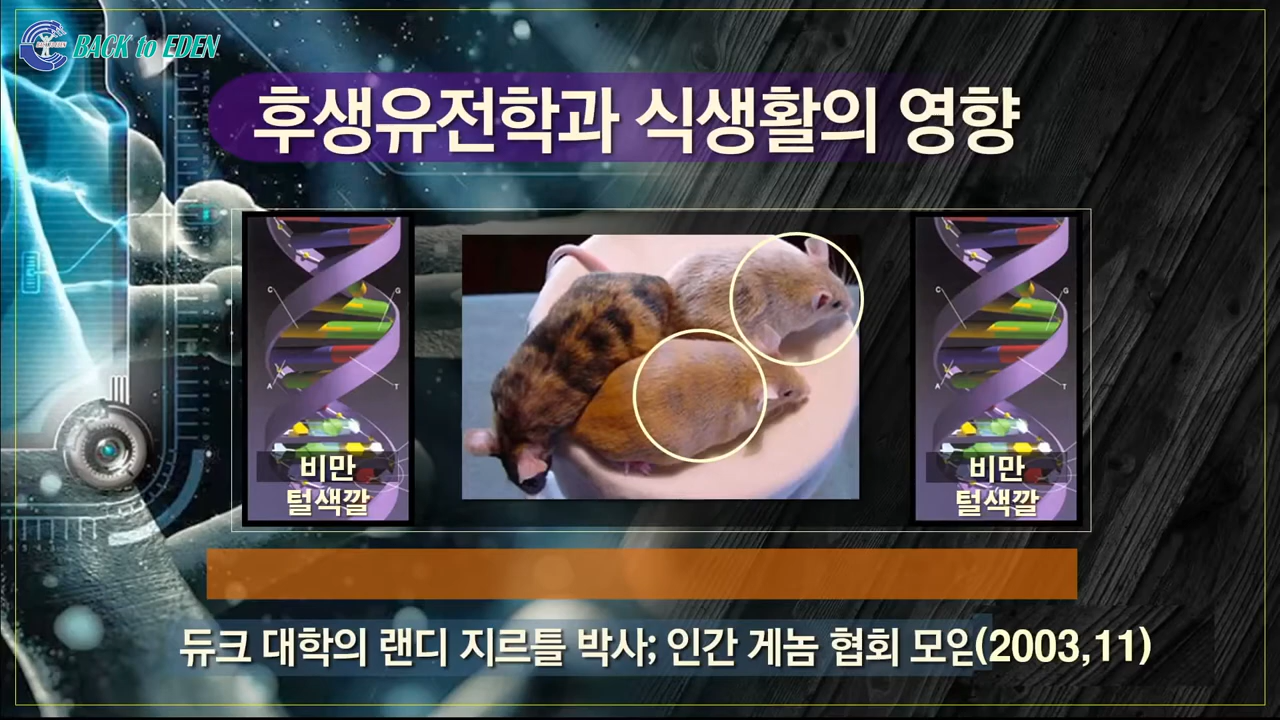 BACK to EDEN
후생유전학과 식생활의 영향
C
G
A
T
비만
털색깔
C
G
A
T
비만
털색깔
듀크 대학의 랜디 지르틀 박사; 인간 게놈 협회 모임(2003,11)